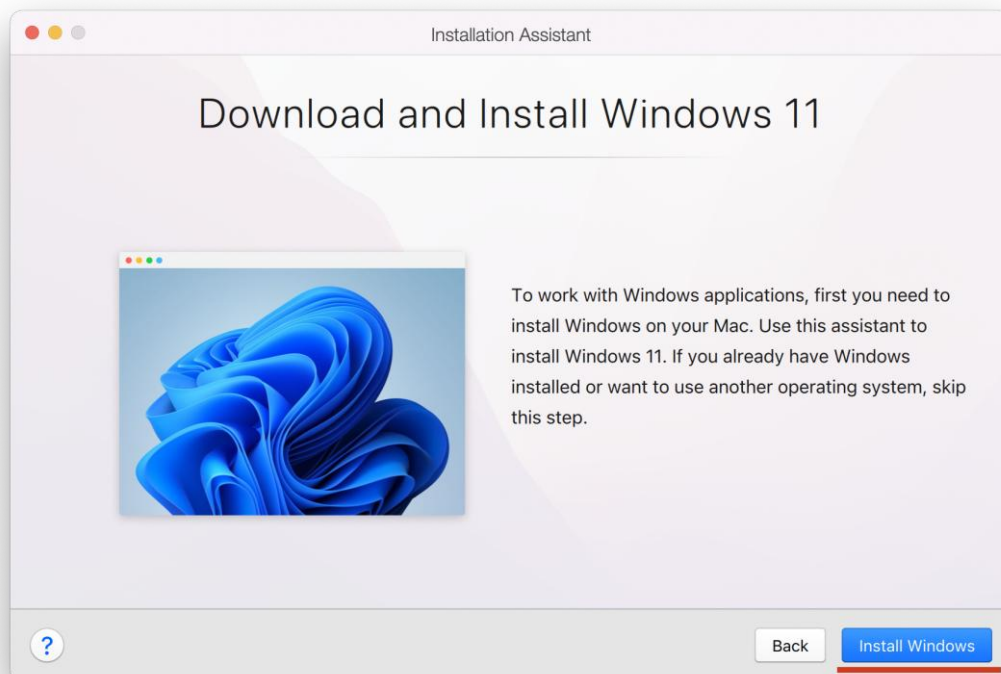 Installation Assistant
Download and Install Windows 11
To work with Windows applications, first you need to
install Windows on your Mac. Use this assistant to
install Windows 11. If you already have Windows
installed or want to use another operating system, skip
this step.
?
Back
Install Windows